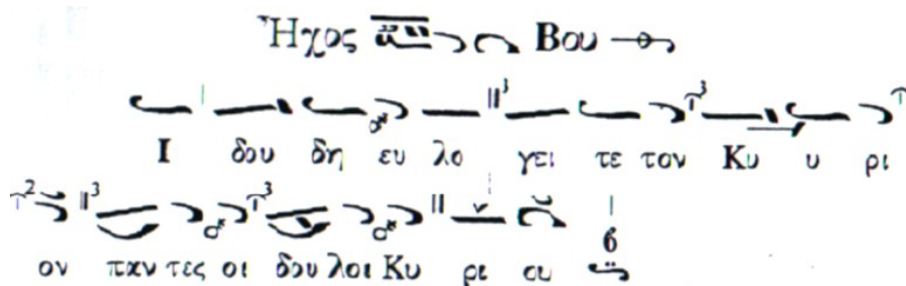 Ἦχος Βου
Ι δου δη ευ λο γει τε τον Κυ υ ρι
ον παν τες οι δου λοι Κυ ρι ου